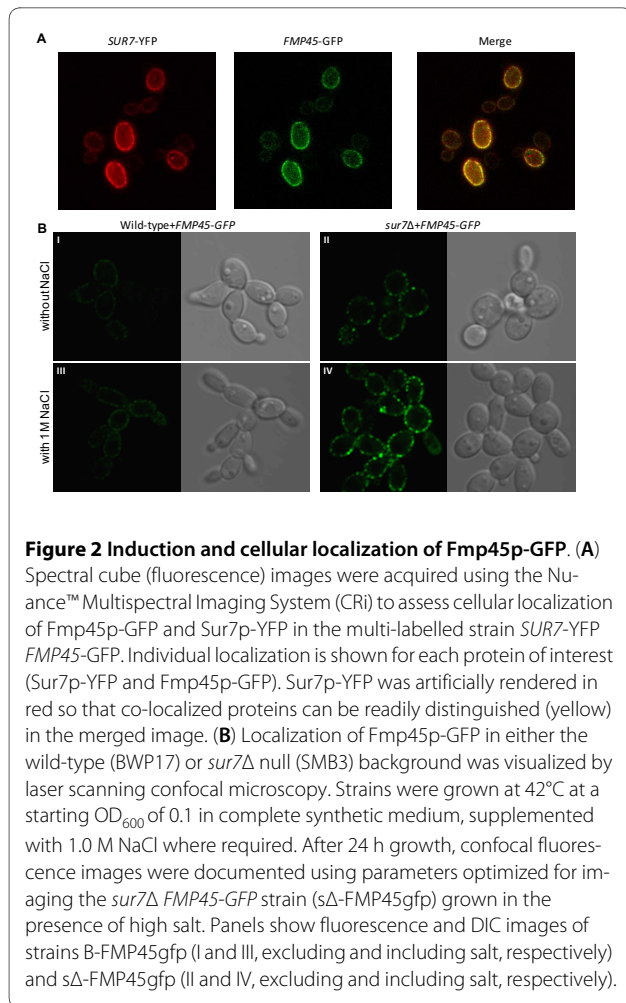 A
SUR7-YFP FMP45-GFP Merge
B
Wild-type+FMP45-GFP sur7Δ+FMP45-GFP
without NaCl
I II
with 1M NaCl
III IV
Figure 2 Induction and cellular localization of Fmp45p-GFP. (A)
Spectral cube (fluorescence) images were acquired using the Nu-
ance™ Multispectral Imaging System (CRi) to assess cellular localization
of Fmp45p-GFP and Sur7p-YFP in the multi-labelled strain SUR7-YFP
FMP45-GFP. Individual localization is shown for each protein of interest
(Sur7p-YFP and Fmp45p-GFP). Sur7p-YFP was artificially rendered in
red so that co-localized proteins can be readily distinguished (yellow)
in the merged image. (B) Localization of Fmp45p-GFP in either the
wild-type (BWP17) or sur7Δ null (SMB3) background was visualized by
laser scanning confocal microscopy. Strains were grown at 42°C at a
starting OD600 of 0.1 in complete synthetic medium, supplemented
with 1.0 M NaCl where required. After 24 h growth, confocal fluores-
cence images were documented using parameters optimized for im-
aging the sur7Δ FMP45-GFP strain (sΔ-FMP45gfp) grown in the
presence of high salt. Panels show fluorescence and DIC images of
strains B-FMP45gfp (I and III, excluding and including salt, respectively)
and sΔ-FMP45gfp (II and IV, excluding and including salt, respectively).